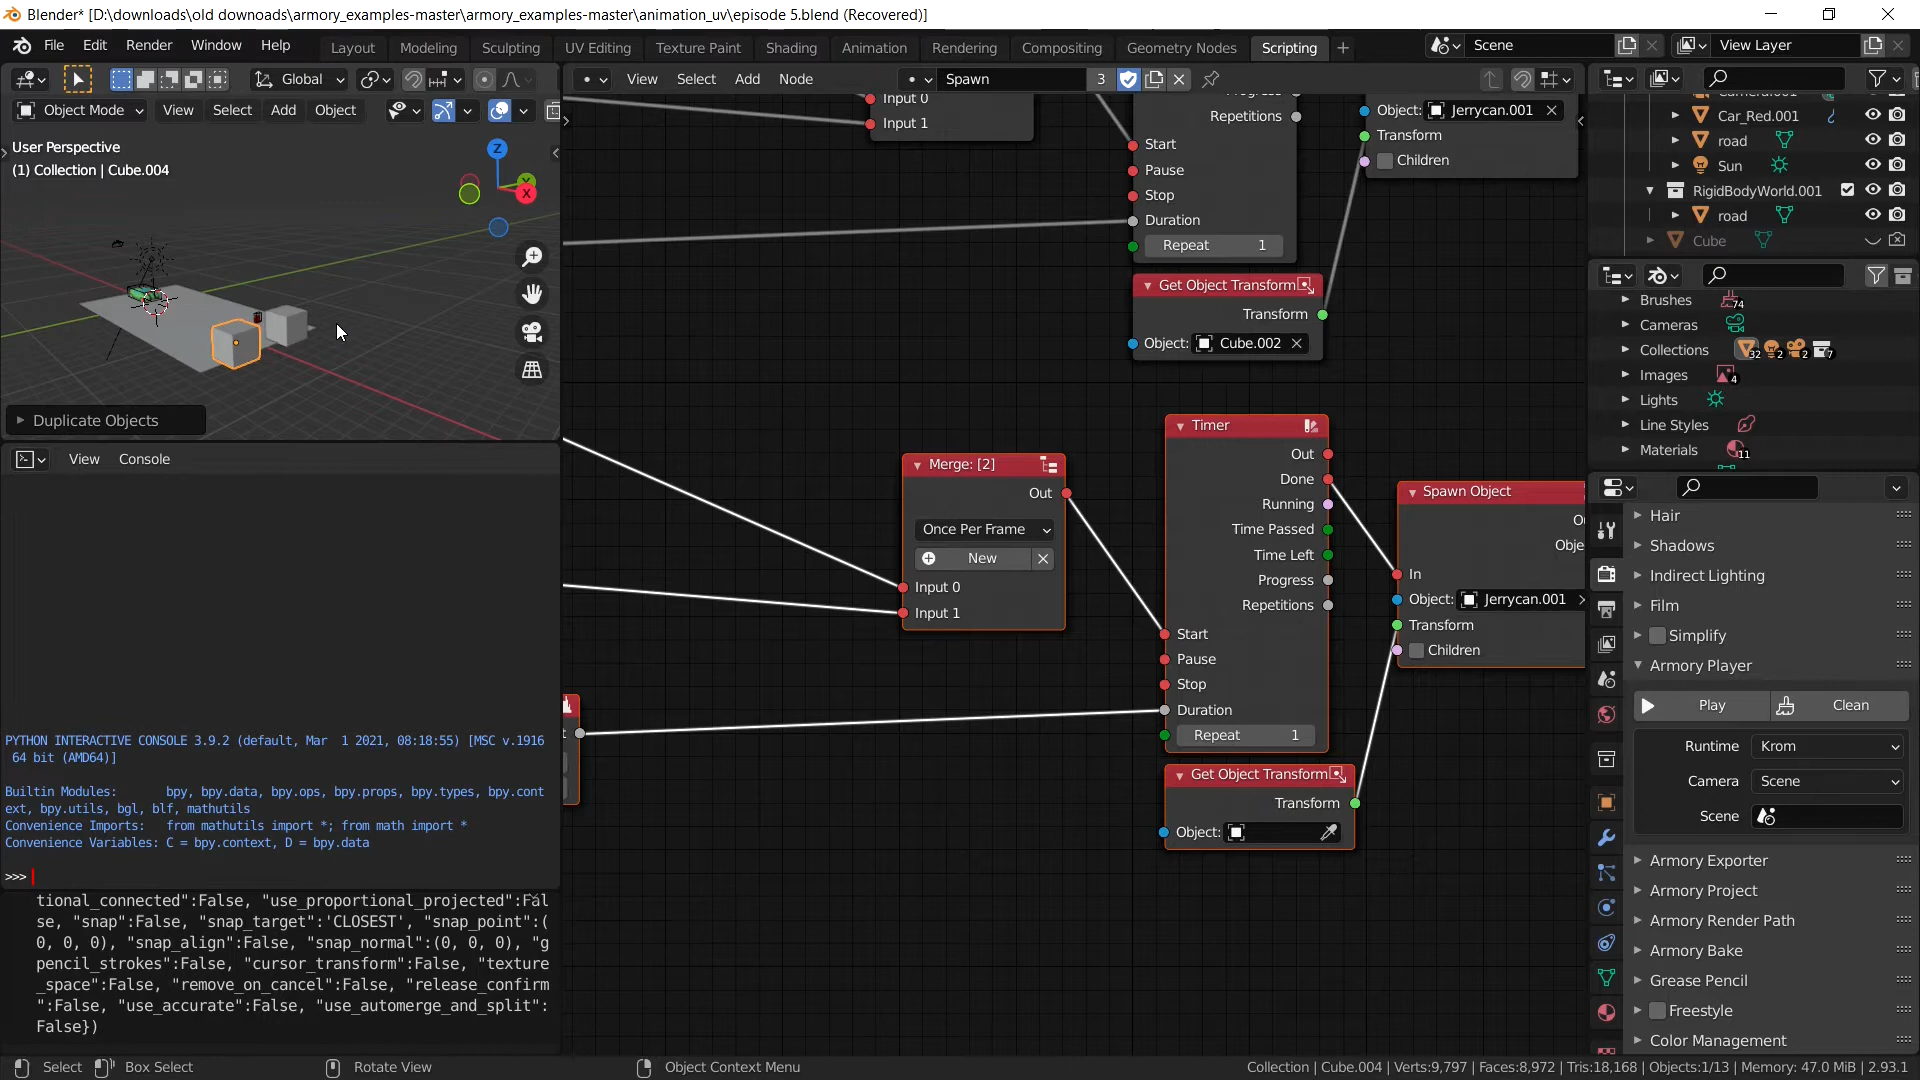 Blender* [D:\downloads\old downoads\armory_examples-master\armory_examples-master\animation_uv\episode 5.blend (Recovered)]
File Edit Render Window Help Layout Modeling Sculpting UV Editing Texture Paint Shading Animation Rendering Compositing Geometry Nodes Scripting + Scene View Layer
Global View Select Add Node Spawn 3
Object Mode View Select Add Object
User Perspective
(1) Collection | Cube.004
Z
Y
X
Duplicate Objects
View Console
PYTHON INTERACTIVE CONSOLE 3.9.2 (default, Mar  1 2021, 08:18:55) [MSC v.1916
64 bit (AMD64)]
Builtin Modules:      bpy, bpy.data, bpy.ops, bpy.props, bpy.types, bpy.cont
ext, bpy.utils, bgl, blf, mathutils
Convenience Imports:  from mathutils import *; from math import *
Convenience Variables: C = bpy.context, D = bpy.data
>>>
tional_connected":False, "use_proportional_projected":Fal
se, "snap":False, "snap_target":'CLOSEST', "snap_point":(
0, 0, 0), "snap_align":False, "snap_normal":(0, 0, 0), "g
pencil_strokes":False, "cursor_transform":False, "texture
_space":False, "remove_on_cancel":False, "release_confirm
":False, "use_accurate":False, "use_automerge_and_split":
False})
Input 0
Input 1
Repetitions
Start
Pause
Stop
Duration
Repeat 1
Object: Jerrycan.001
Transform
Children
Get Object Transform
Transform
Object: Cube.002
Merge: [2]
Out
Once Per Frame
New
Input 0
Input 1
Timer
Out
Done
Running
Time Passed
Time Left
Progress
Repetitions
Start
Pause
Stop
Duration
Repeat 1
Get Object Transform
Transform
Object:
Spawn Object
In
Object: Jerrycan.001
Transform
Children
Car_Red.001
road
Sun
RigidBodyWorld.001
road
Cube
Brushes 74
Cameras
Collections 32 2 2 7
Images 4
Lights
Line Styles
Materials 11
Hair
Shadows
Indirect Lighting
Film
Simplify
Armory Player
Play Clean
Runtime Krom
Camera Scene
Scene
Armory Exporter
Armory Project
Armory Render Path
Armory Bake
Grease Pencil
Freestyle
Color Management
Select Box Select Rotate View Object Context Menu Collection | Cube.004 | Verts:9,797 | Faces:8,972 | Tris:18,168 | Objects:1/13 | Memory: 47.0 MiB | 2.93.1